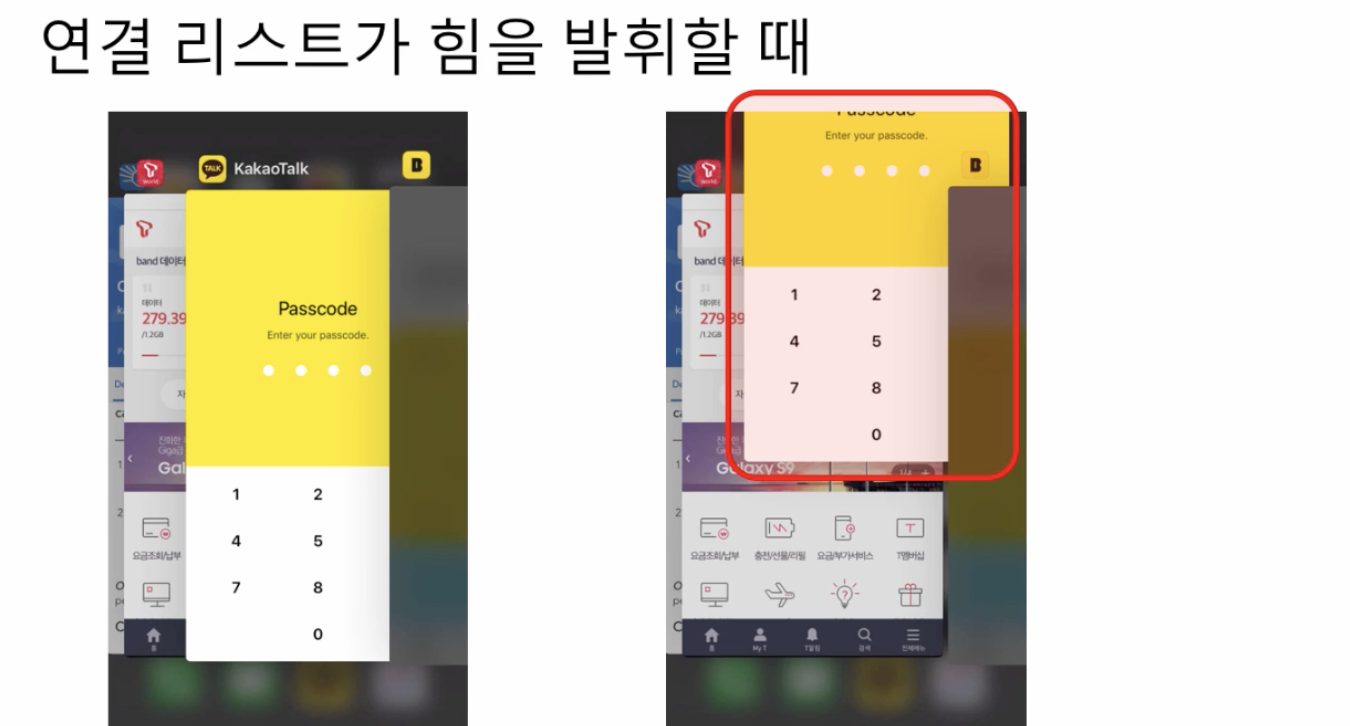 연결 리스트가 힘을 발휘할 때
TALK
KakaoTalk
B
world
band 데이터
데이터
279.39
/1.2GB
Passcode
Enter your passcode.
1 2
4 5
7 8
0
요금조회/납부
홈
Passcode
Enter your passcode.
B
world
데이터
279.39
/1.2GB
1 2
4 5
7 8
0
Galaxy S9
요금조회/납부
충전/선물/리필
요금/부가서비스
T멤버십
홈
My T
T알림
검색
전체메뉴